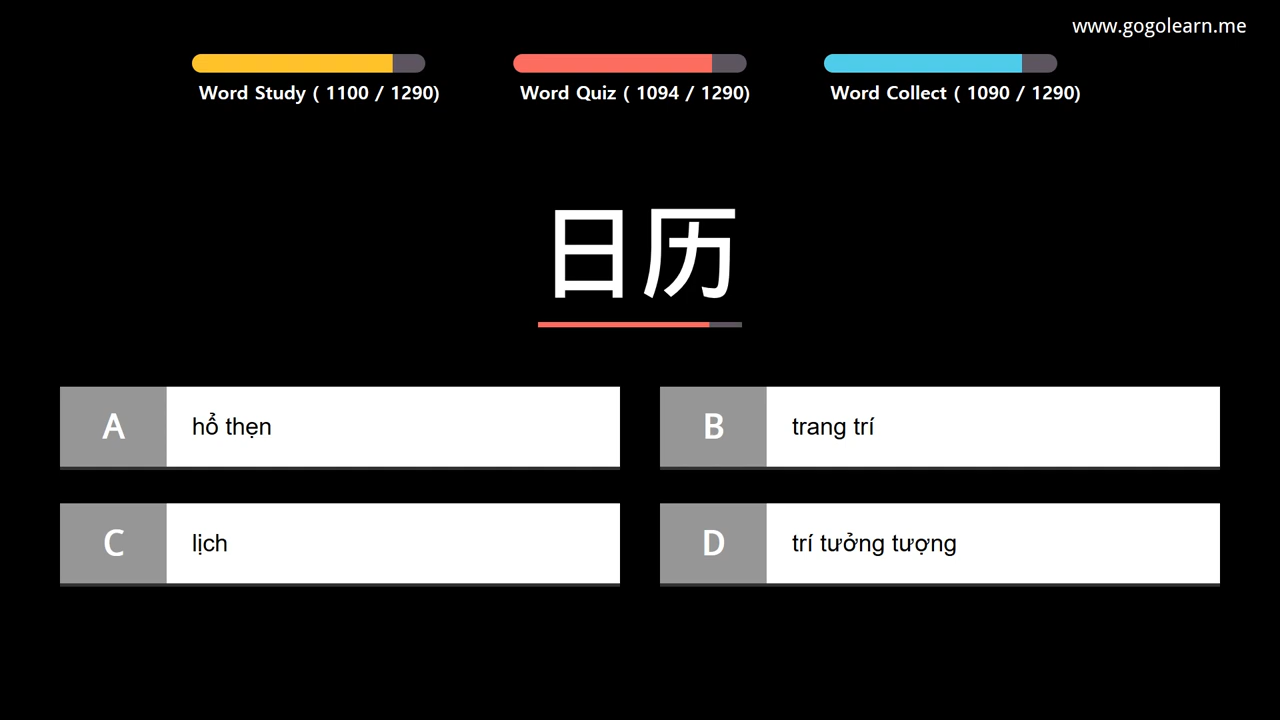 www.gogolearn.me
Word Study ( 1100 / 1290)
Word Quiz ( 1094 / 1290)
Word Collect ( 1090 / 1290)
日历
A hổ thẹn
B trang trí
C lịch
D trí tưởng tượng